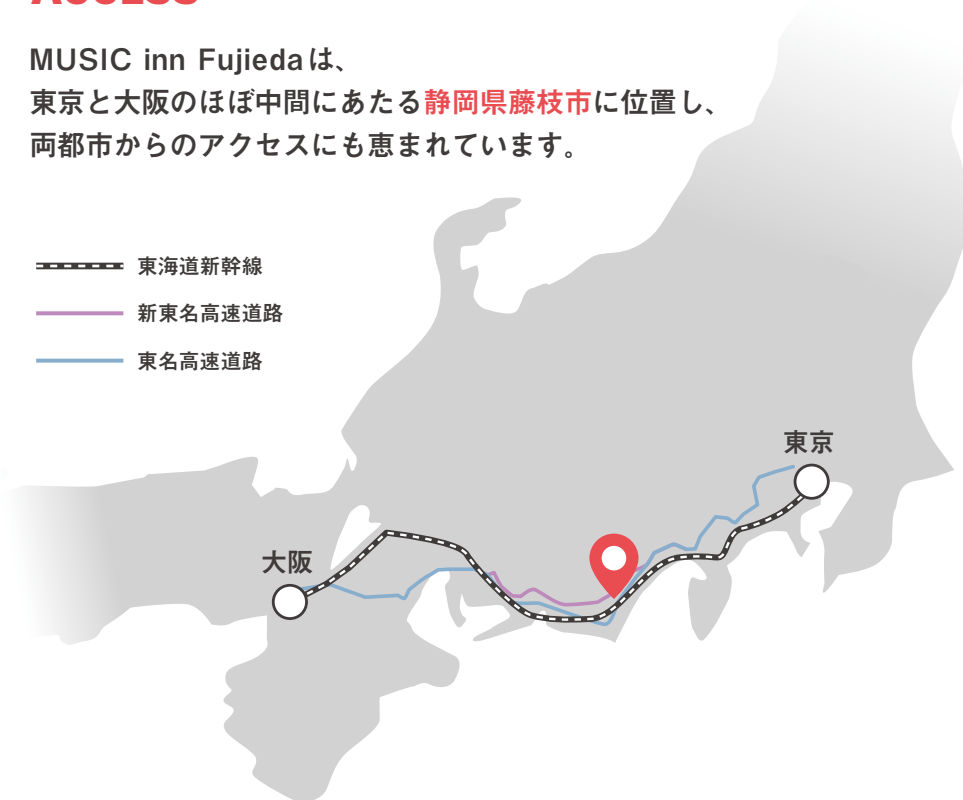 ACCESS
MUSIC inn Fujiedaは、
東京と大阪のほぼ中間にあたる静岡県藤枝市に位置し、
両都市からのアクセスにも恵まれています。
東海道新幹線
新東名高速道路
東名高速道路
東京
大阪